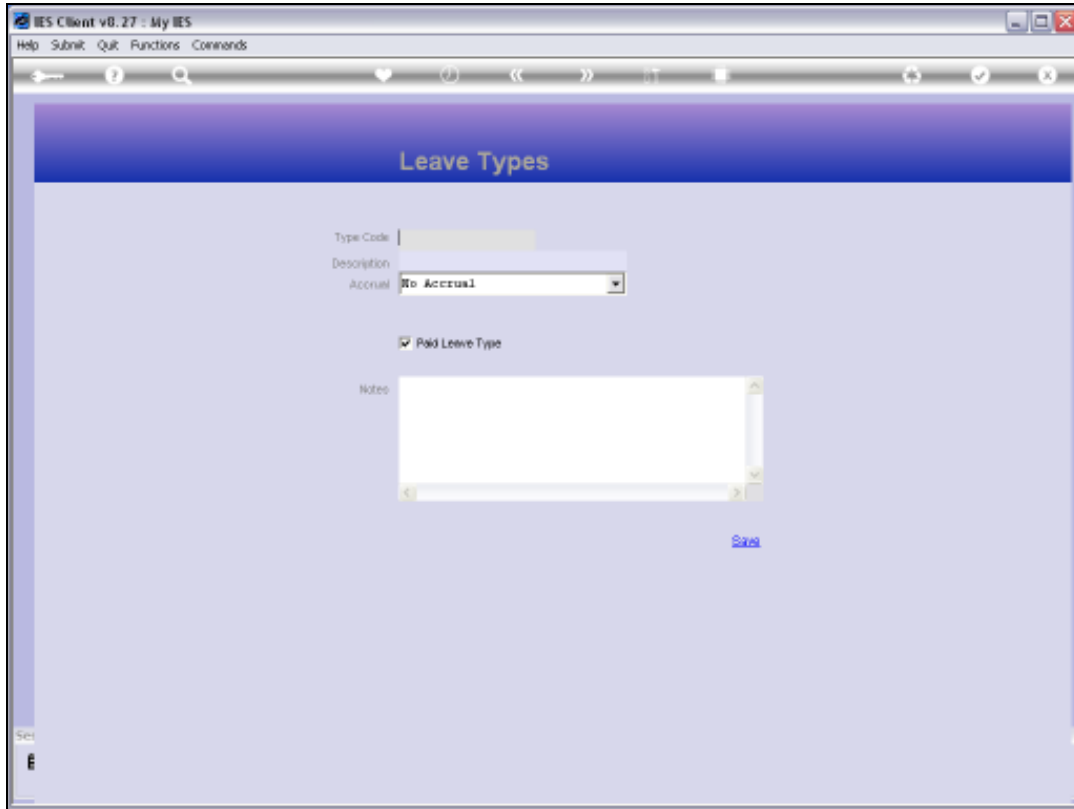 IES Client v8.27 : My IES
Help Submit Quit Functions Commands
Leave Types
Type Code
Description
Accrual No Accrual
Paid Leave Type
Notes
Save